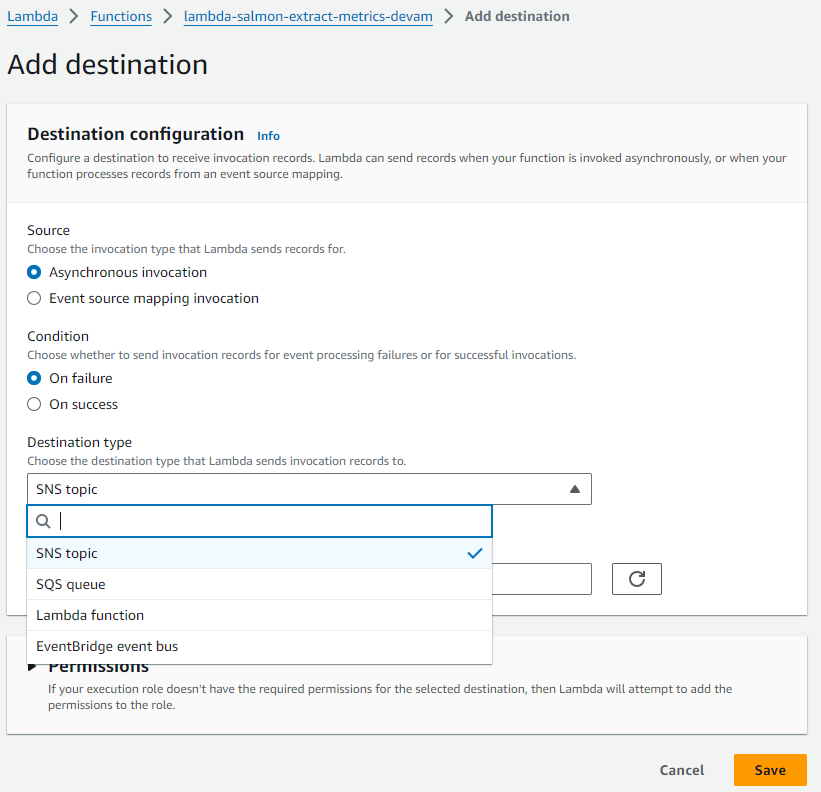 Lambda > Functions > lambda-salmon-extract-metrics-devam > Add destination
Add destination
Destination configuration Info
Configure a destination to receive invocation records. Lambda can send records when your function is invoked asynchronously, or when your
function processes records from an event source mapping.
Source
Choose the invocation type that Lambda sends records for.
Asynchronous invocation
Event source mapping invocation
Condition
Choose whether to send invocation records for event processing failures or for successful invocations.
On failure
On success
Destination type
Choose the destination type that Lambda sends invocation records to.
SNS topic
SNS topic
SQS queue
Lambda function
EventBridge event bus
Permissions
If your execution role doesn't have the required permissions for the selected destination, then Lambda will attempt to add the
permissions to the role.
Cancel Save